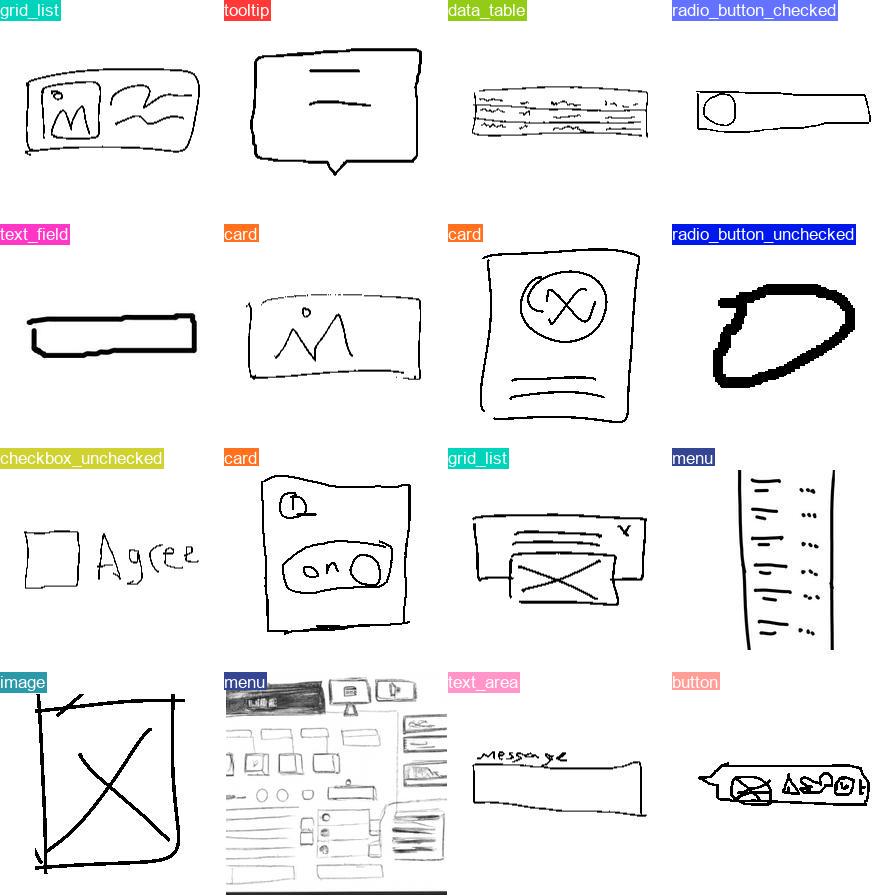 grid_list
tooltip
data_table
radio_button_checked
text_field
card
card
radio_button_unchecked
checkbox_unchecked
card
grid_list
menu
Agree
on
image
menu
text_area
button
Message